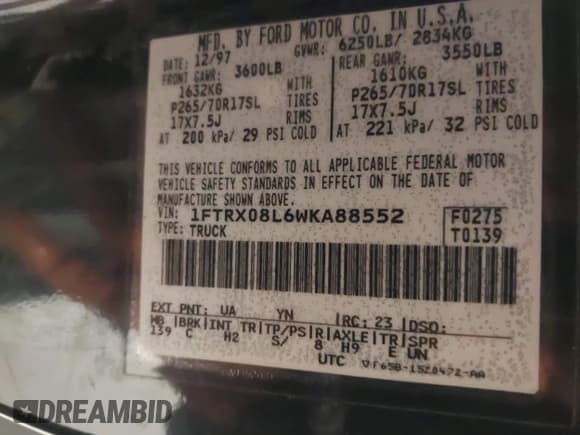 MFD. BY FORD MOTOR CO. IN U.S.A.
DATE: 12/97 GVWR: 6250LB/ 2834KG
FRONT GAWR: 3600LB REAR GAWR: 3550LB
1632KG WITH 1610KG WITH
P265/70R17SL TIRES P265/70R17SL TIRES
17X7.5J RIMS 17X7.5J RIMS
AT 200 kPa/ 29 PSI COLD AT 221 kPa/ 32 PSI COLD
THIS VEHICLE CONFORMS TO ALL APPLICABLE FEDERAL MOTOR
VEHICLE SAFETY STANDARDS IN EFFECT ON THE DATE OF
MANUFACTURE SHOWN ABOVE.
VIN: 1FTRX08L6WKA88552 F0275
TYPE: TRUCK T0139
EXT PNT: UA YN RC: 23 DSO:
WB BRK INT TR TP/PS R AXLE TR SPR
139 C H2 S/ 8 H9 E UN
UTC F65B-1520472-AA
DREAMBID